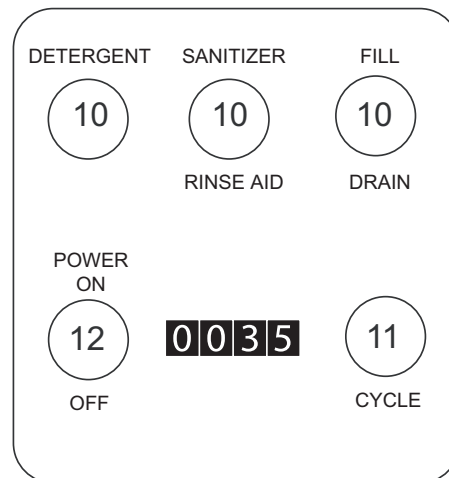 DETERGENT SANITIZER FILL
10 10 10
RINSE AID DRAIN
POWER
ON
12 0035 11
OFF CYCLE